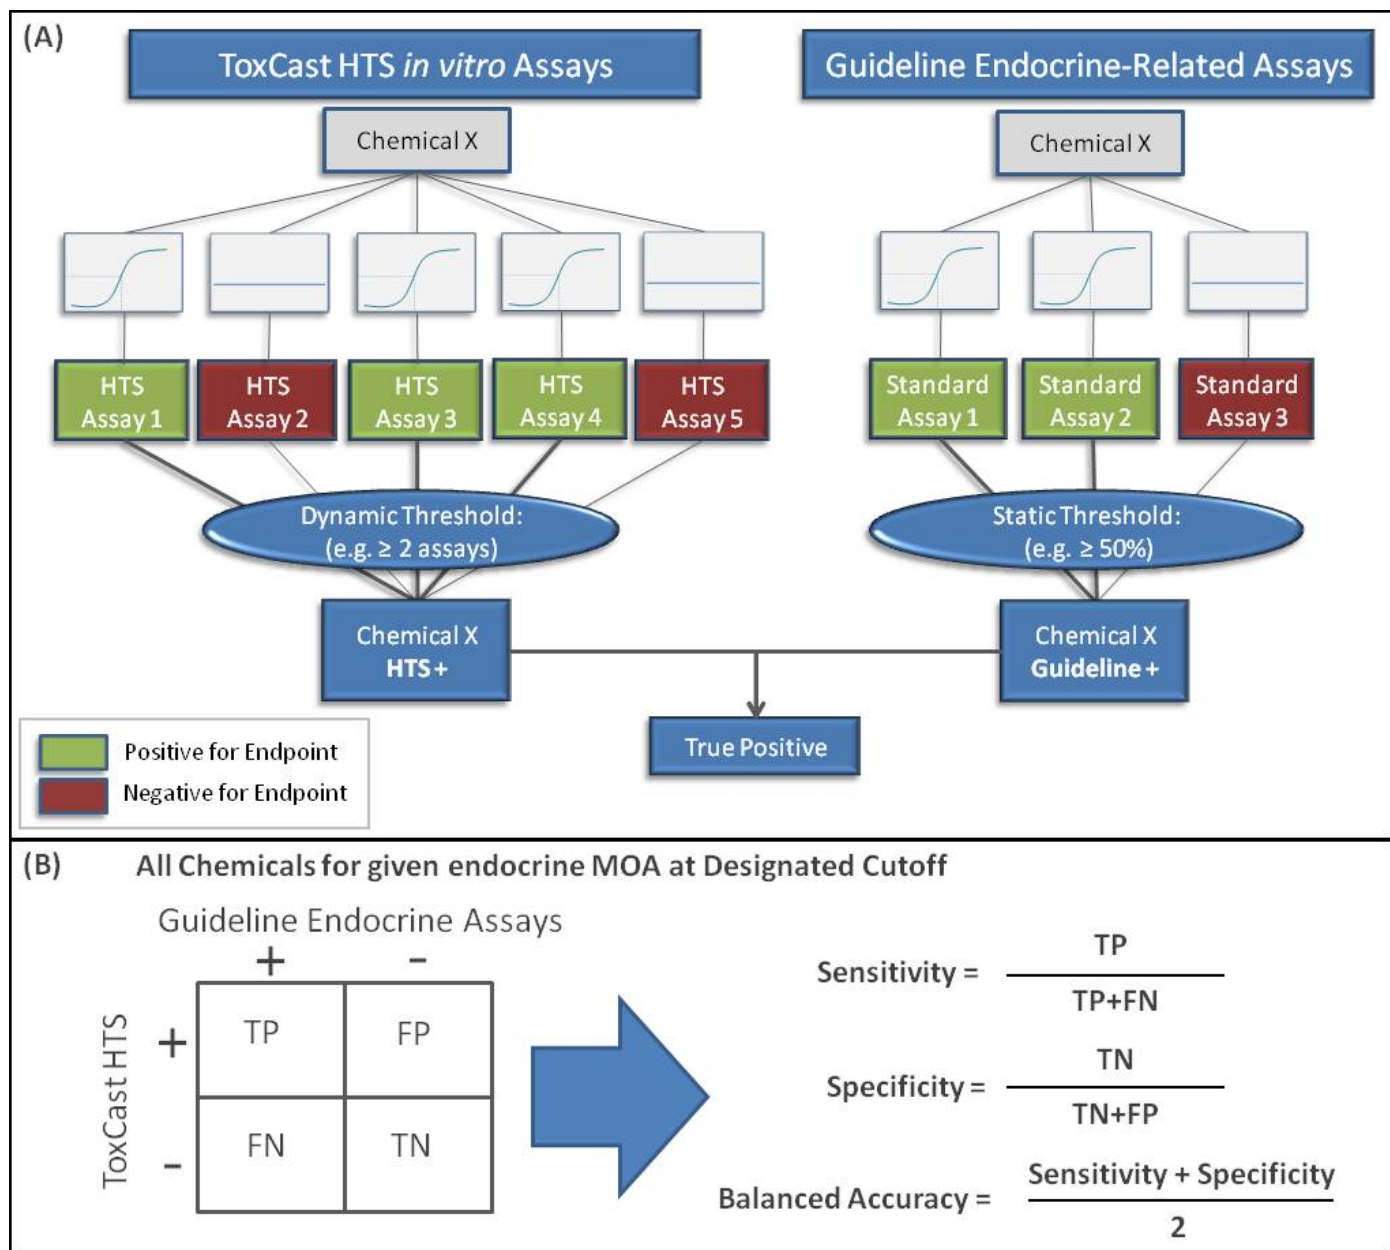 (A)
ToxCast HTS in vitro Assays
Guideline Endocrine-Related Assays
Chemical X
Chemical X
HTS
Assay 1
HTS
Assay 2
HTS
Assay 3
HTS
Assay 4
HTS
Assay 5
Standard
Assay 1
Standard
Assay 2
Standard
Assay 3
Dynamic Threshold:
(e.g. ≥ 2 assays)
Static Threshold:
(e.g. ≥ 50%)
Chemical X
HTS +
Chemical X
Guideline +
True Positive
Positive for Endpoint
Negative for Endpoint
(B)
All Chemicals for given endocrine MOA at Designated Cutoff
Guideline Endocrine Assays
+ -
ToxCast HTS
+
-
TP FP
FN TN
Sensitivity =
TP
TP+FN
Specificity =
TN
TN+FP
Balanced Accuracy =
Sensitivity + Specificity
2